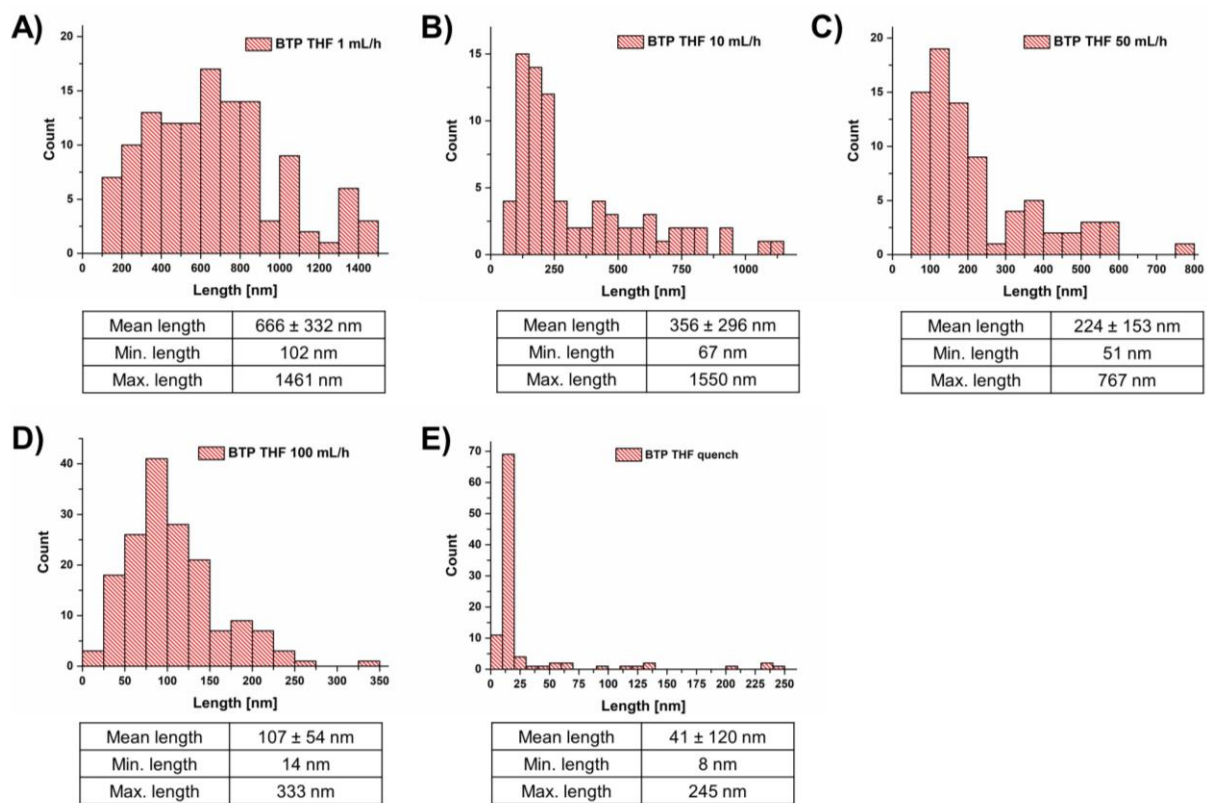 A)
BTP THF 1 mL/h
20
15
10
5
0
Count
0 200 400 600 800 1000 1200 1400
Length [nm]
Mean length 666 ± 332 nm
Min. length 102 nm
Max. length 1461 nm
B)
BTP THF 10 mL/h
15
10
5
0
Count
0 250 500 750 1000
Length [nm]
Mean length 356 ± 296 nm
Min. length 67 nm
Max. length 1550 nm
C)
BTP THF 50 mL/h
20
15
10
5
0
Count
0 100 200 300 400 500 600 700 800
Length [nm]
Mean length 224 ± 153 nm
Min. length 51 nm
Max. length 767 nm
D)
BTP THF 100 mL/h
40
30
20
10
0
Count
0 50 100 150 200 250 300 350
Length [nm]
Mean length 107 ± 54 nm
Min. length 14 nm
Max. length 333 nm
E)
BTP THF quench
70
60
50
40
30
20
10
0
Count
0 25 50 75 100 125 150 175 200 225 250
Length [nm]
Mean length 41 ± 120 nm
Min. length 8 nm
Max. length 245 nm